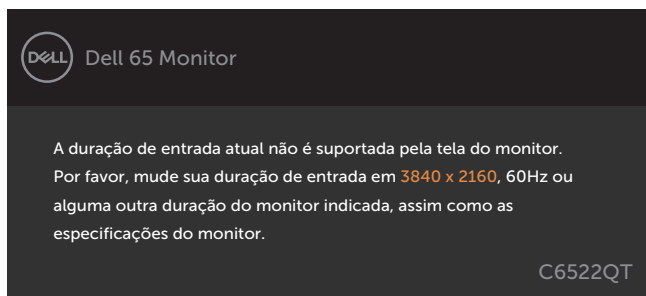 DELL
Dell 65 Monitor
A duração de entrada atual não é suportada pela tela do monitor.
Por favor, mude sua duração de entrada em 3840 x 2160, 60Hz ou
alguma outra duração do monitor indicada, assim como as
especificações do monitor.
C6522QT